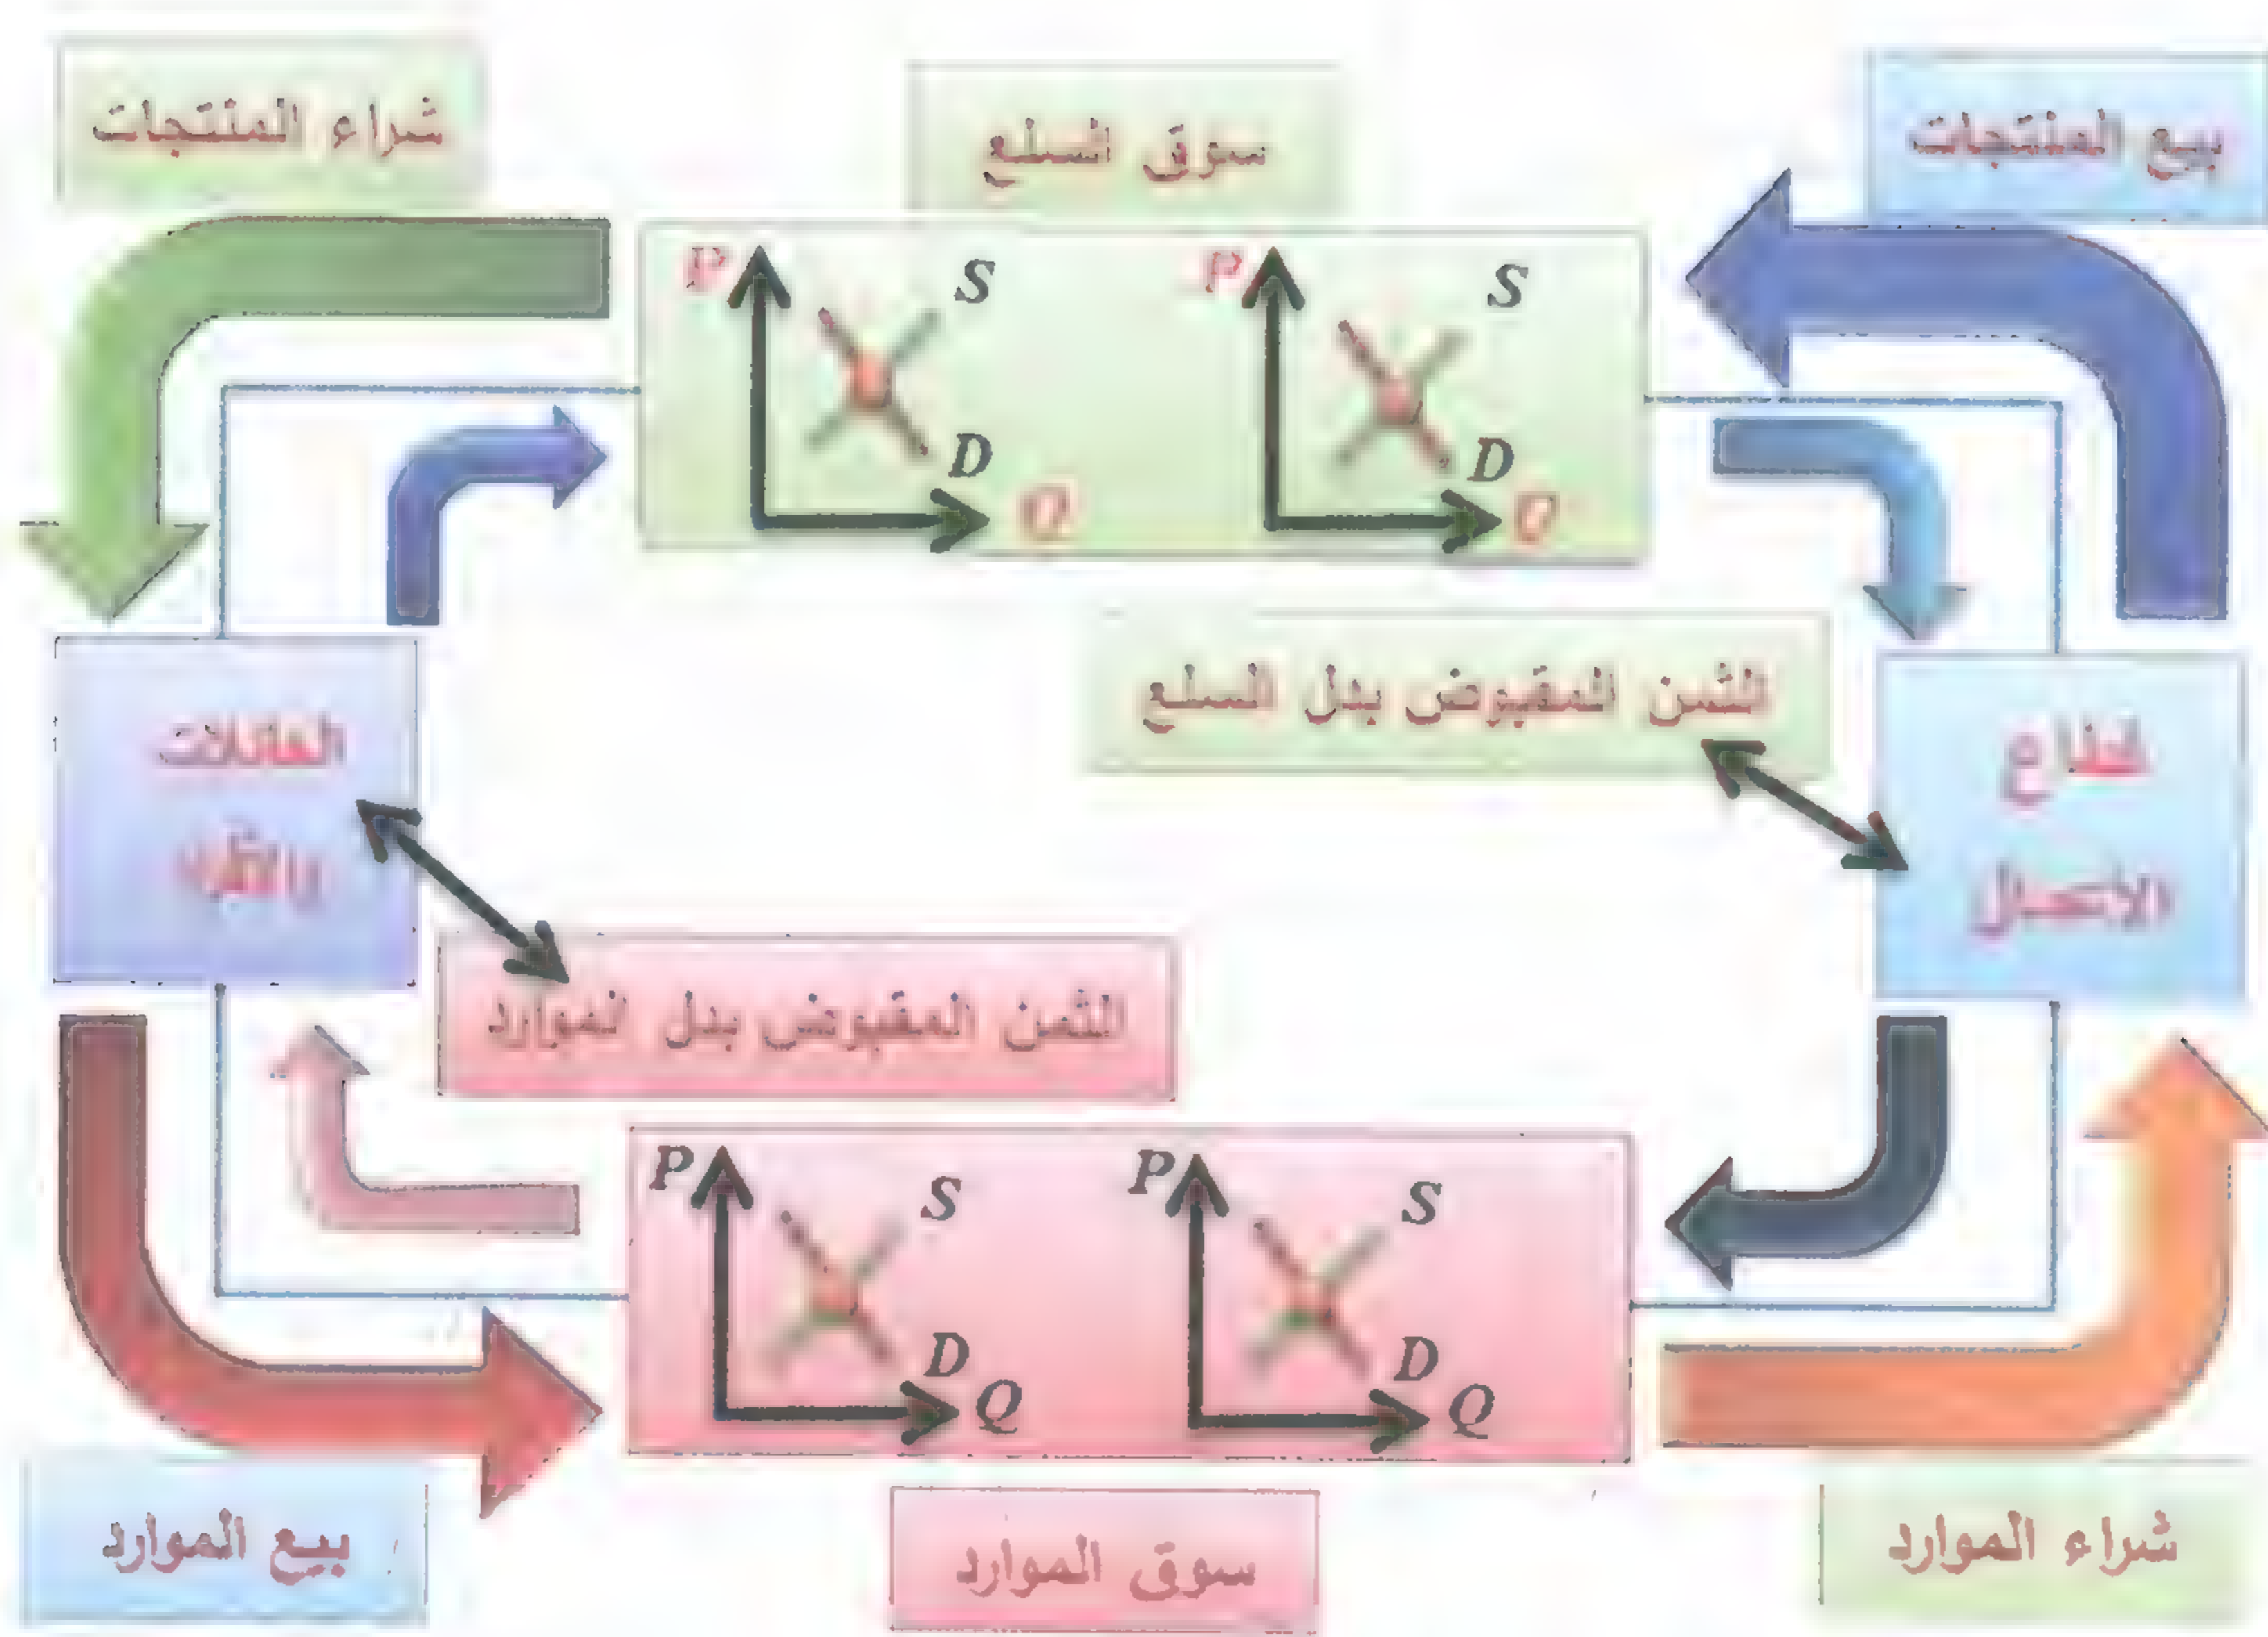 شراء المنتجات
سوق السلع
بيع المنتجات
P
S
D
Q
P
S
D
Q
الثمن المقبوض بدل السلع
العائلات
قطاع
الأعمال
الثمن المقبوض بدل الموارد
P
S
D
Q
P
S
D
Q
بيع الموارد
سوق الموارد
شراء الموارد